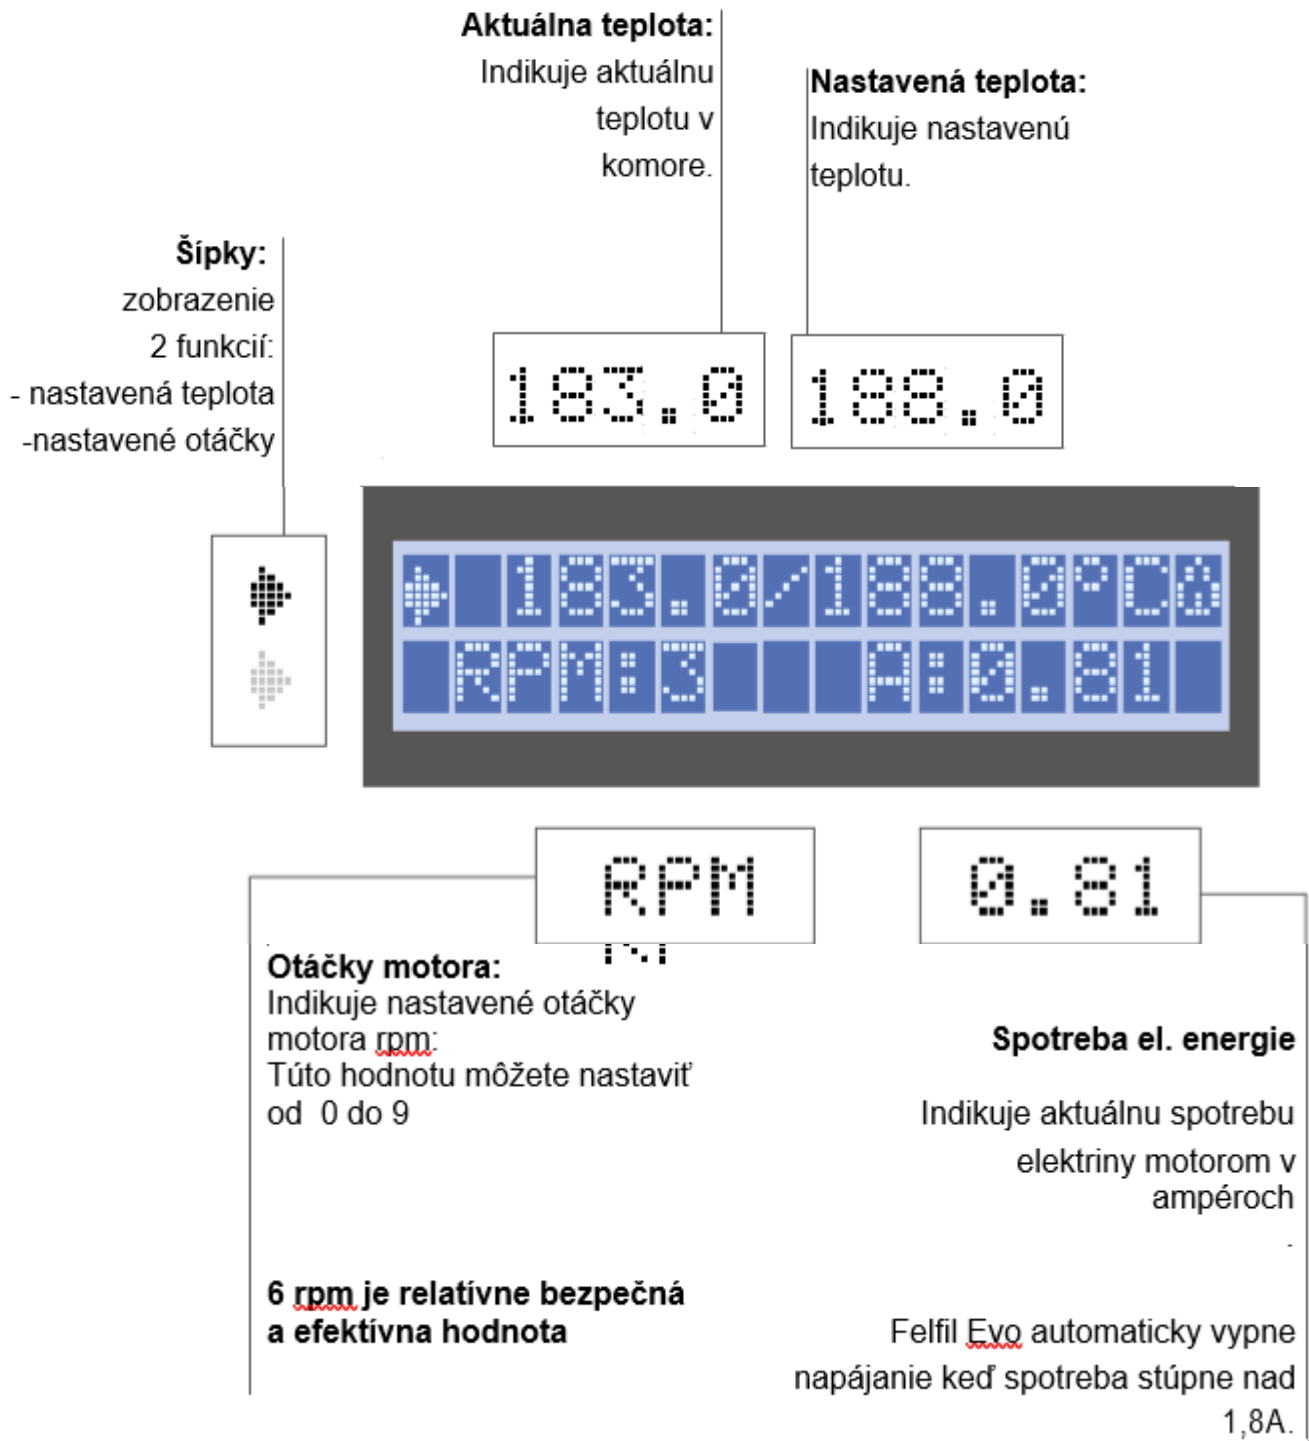 Aktuálna teplota:
Indikuje aktuálnu
teplotu v
komore.
Nastavená teplota:
Indikuje nastavenú
teplotu.
Šípky:
zobrazenie
2 funkcií:
- nastavená teplota
-nastavené otáčky
183.0
188.0
183.0/188.0°C
RPM:3 A:0.81
RPM
0.81
Otáčky motora:
Indikuje nastavené otáčky
motora rpm:
Túto hodnotu môžete nastaviť
od 0 do 9
6 rpm je relatívne bezpečná
a efektívna hodnota
Spotreba el. energie
Indikuje aktuálnu spotrebu
elektriny motorom v
ampéroch
.
Felfil Evo automaticky vypne
napájanie keď spotreba stúpne nad
1,8A.